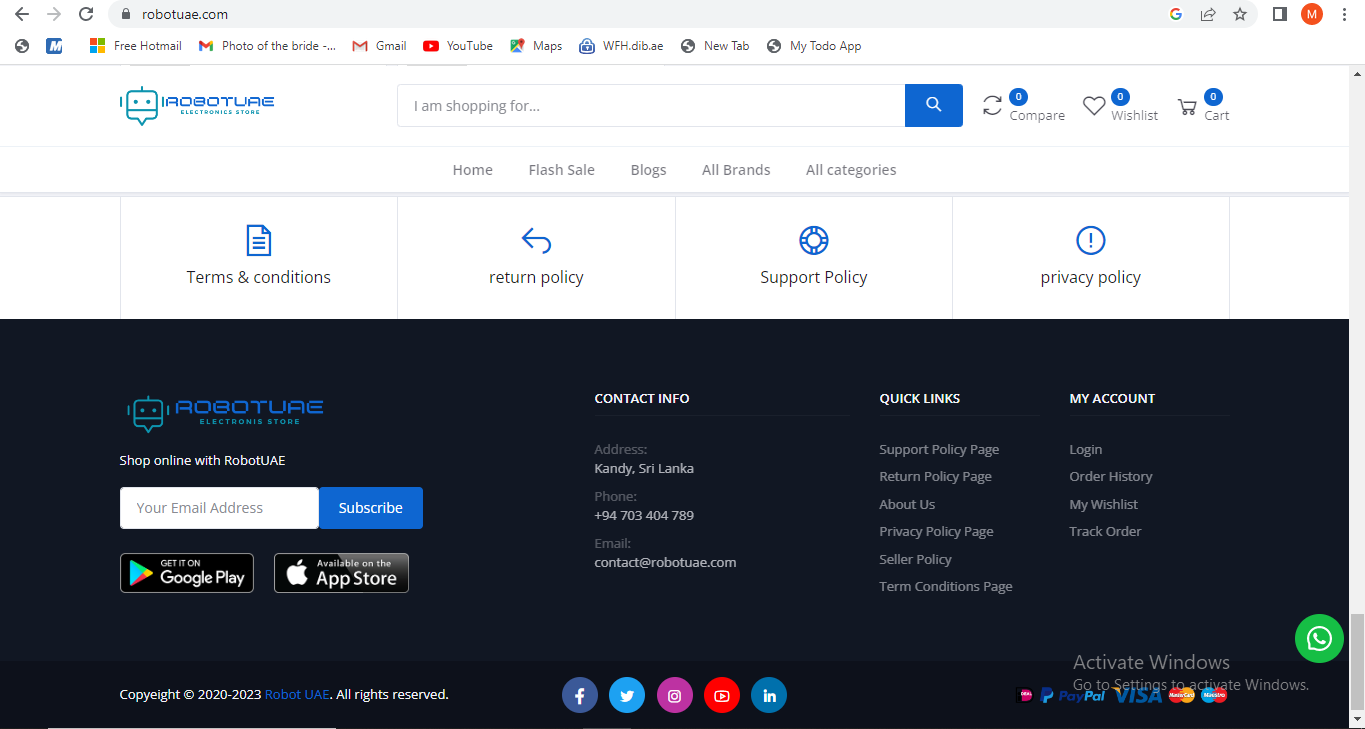 robotuae.com
M
M
Free Hotmail
Photo of the bride -...
Gmail
YouTube
Maps
WFH.dib.ae
New Tab
My Todo App
ROBOTUAE
ELECTRONICS STORE
I am shopping for...
0
Compare
0
Wishlist
0
Cart
Home
Flash Sale
Blogs
All Brands
All categories
Terms & conditions
return policy
Support Policy
privacy policy
ROBOTUAE
ELECTRONIS STORE
Shop online with RobotUAE
Your Email Address
Subscribe
GET IT ON
Google Play
Available on the
App Store
CONTACT INFO
Address:
Kandy, Sri Lanka
Phone:
+94 703 404 789
Email:
contact@robotuae.com
QUICK LINKS
Support Policy Page
Return Policy Page
About Us
Privacy Policy Page
Seller Policy
Term Conditions Page
MY ACCOUNT
Login
Order History
My Wishlist
Track Order
Activate Windows
Go to Settings to activate Windows.
Copyeight © 2020-2023 Robot UAE. All rights reserved.
f
in
PayPal
VISA
MasterCard
Maestro